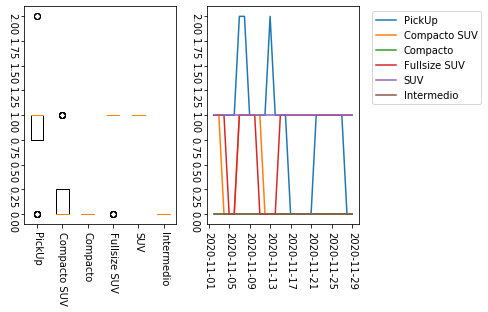 2.00
1.75
1.50
1.25
1.00
0.75
0.50
0.25
0.00
PickUp
Compacto SUV
Compacto
Fullsize SUV
SUV
Intermedio
2.00
1.75
1.50
1.25
1.00
0.75
0.50
0.25
0.00
2020-11-01
2020-11-05
2020-11-09
2020-11-13
2020-11-17
2020-11-21
2020-11-25
2020-11-29
PickUp
Compacto SUV
Compacto
Fullsize SUV
SUV
Intermedio